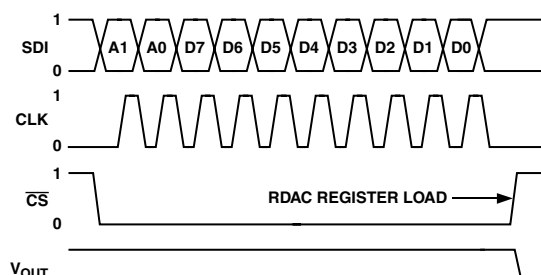 1
SDI A1 A0 D7 D6 D5 D4 D3 D2 D1 D0
0
1
CLK
0
1
CS RDAC REGISTER LOAD
0
VOUT